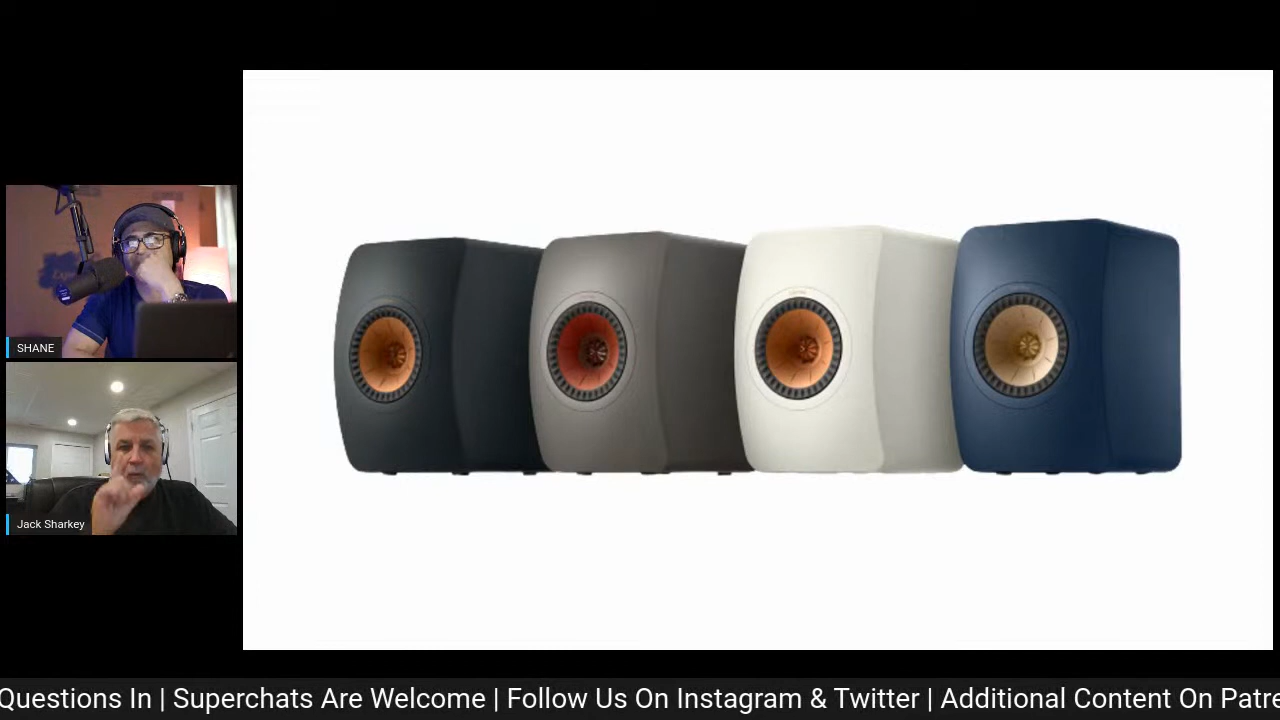 SHANE
Jack Sharkey
Questions In | Superchats Are Welcome | Follow Us On Instagram & Twitter | Additional Content On Patre